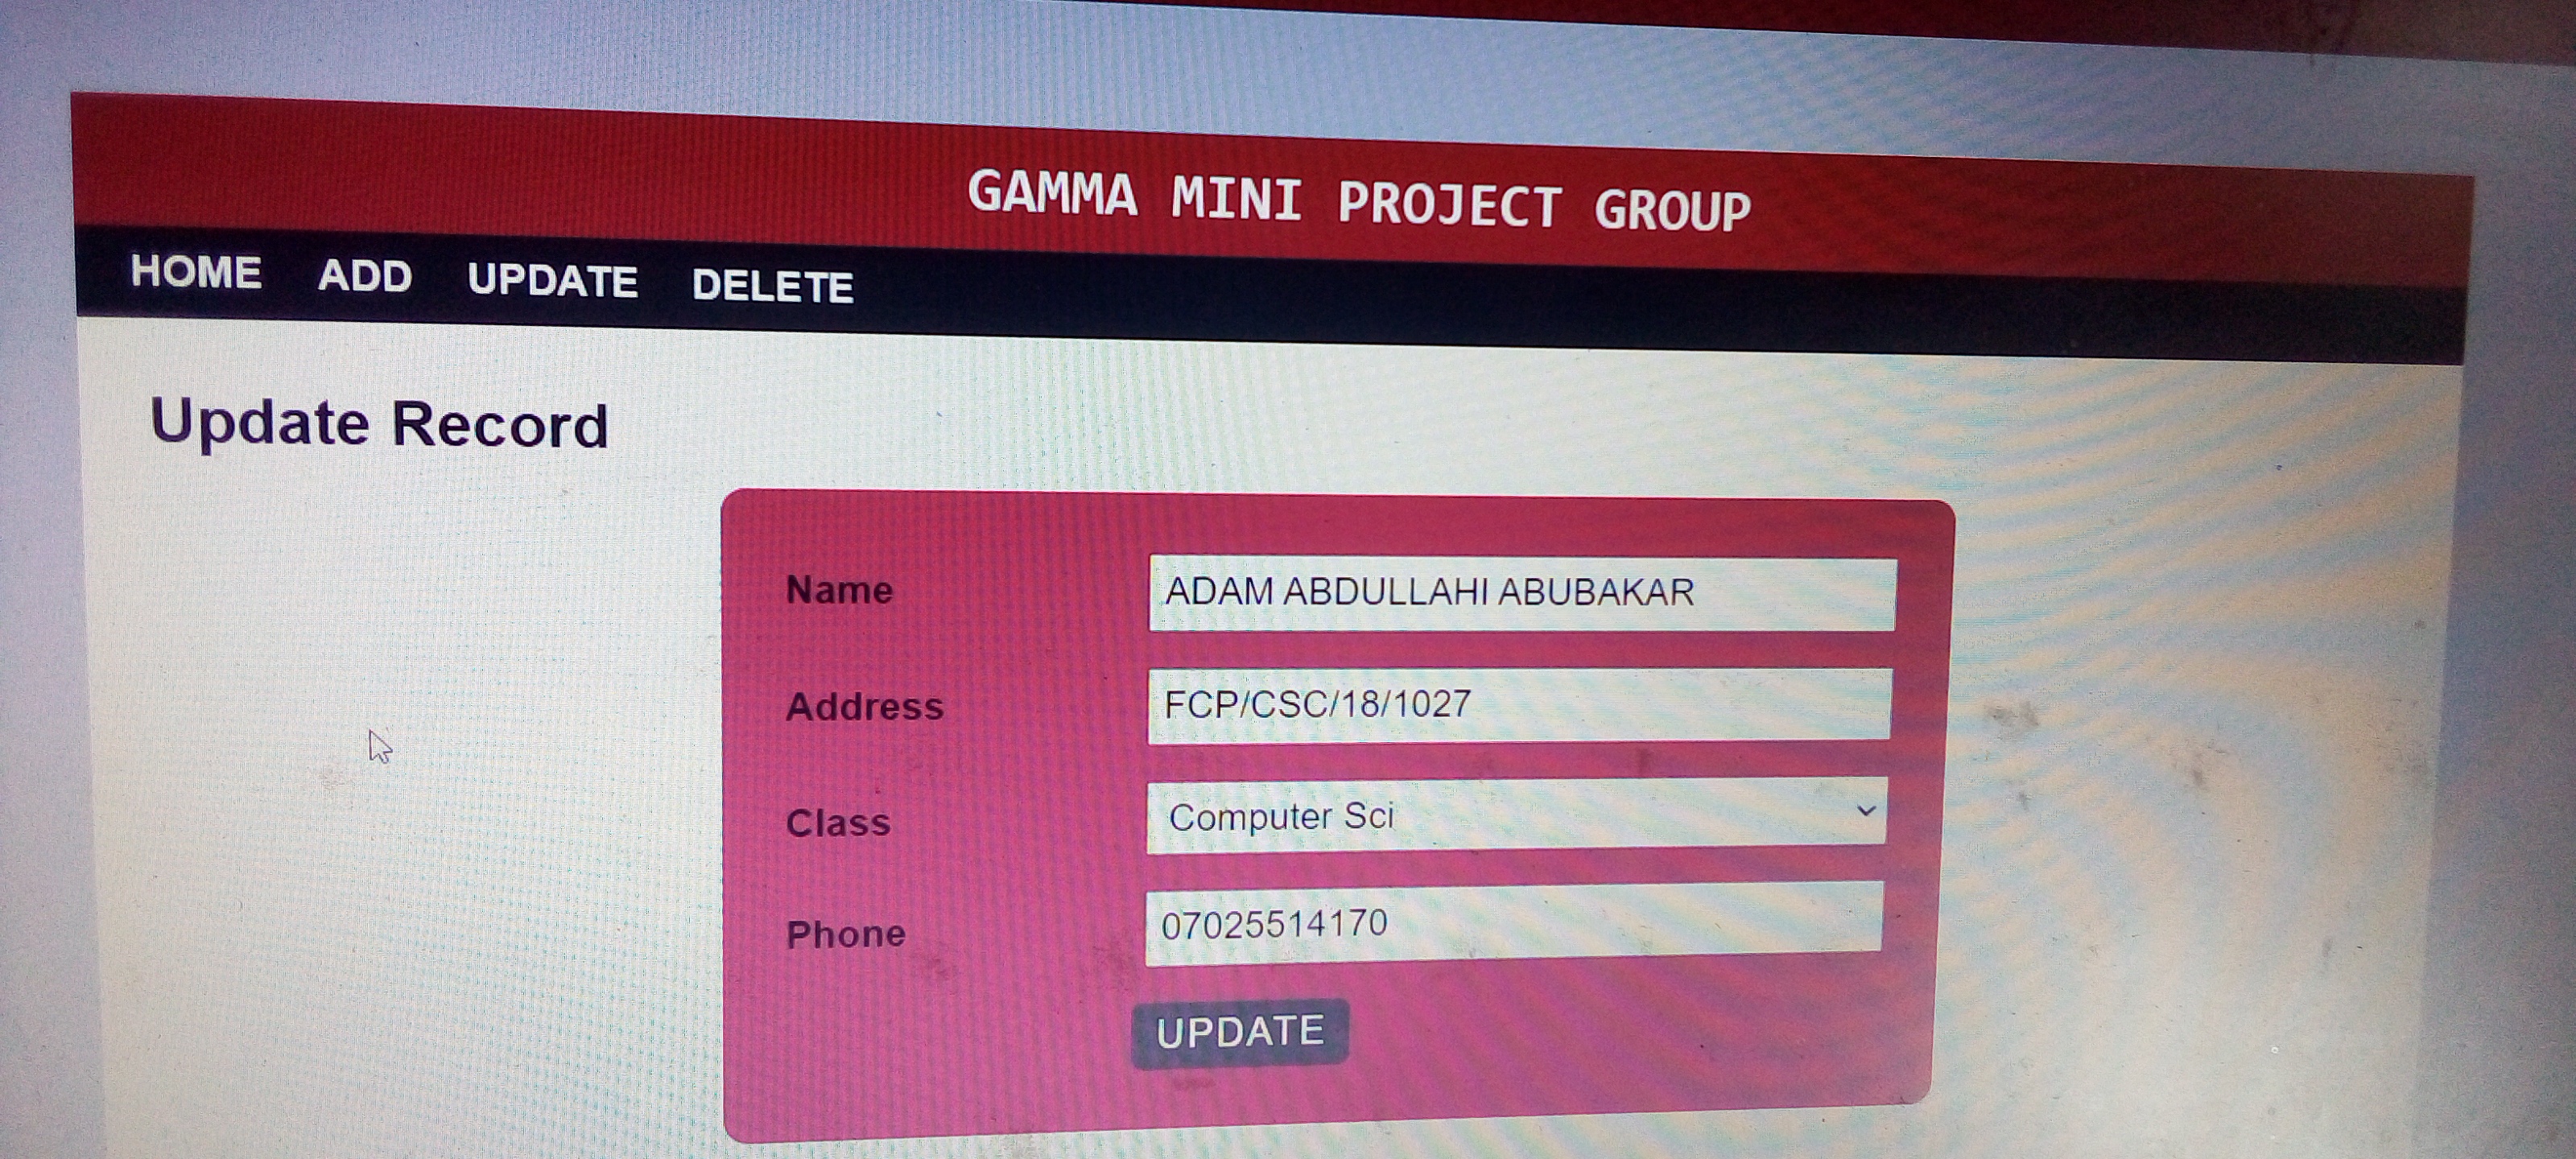 GAMMA MINI PROJECT GROUP
HOME ADD UPDATE DELETE
Update Record
Name ADAM ABDULLAHI ABUBAKAR
Address FCP/CSC/18/1027
Class Computer Sci
Phone 07025514170
UPDATE